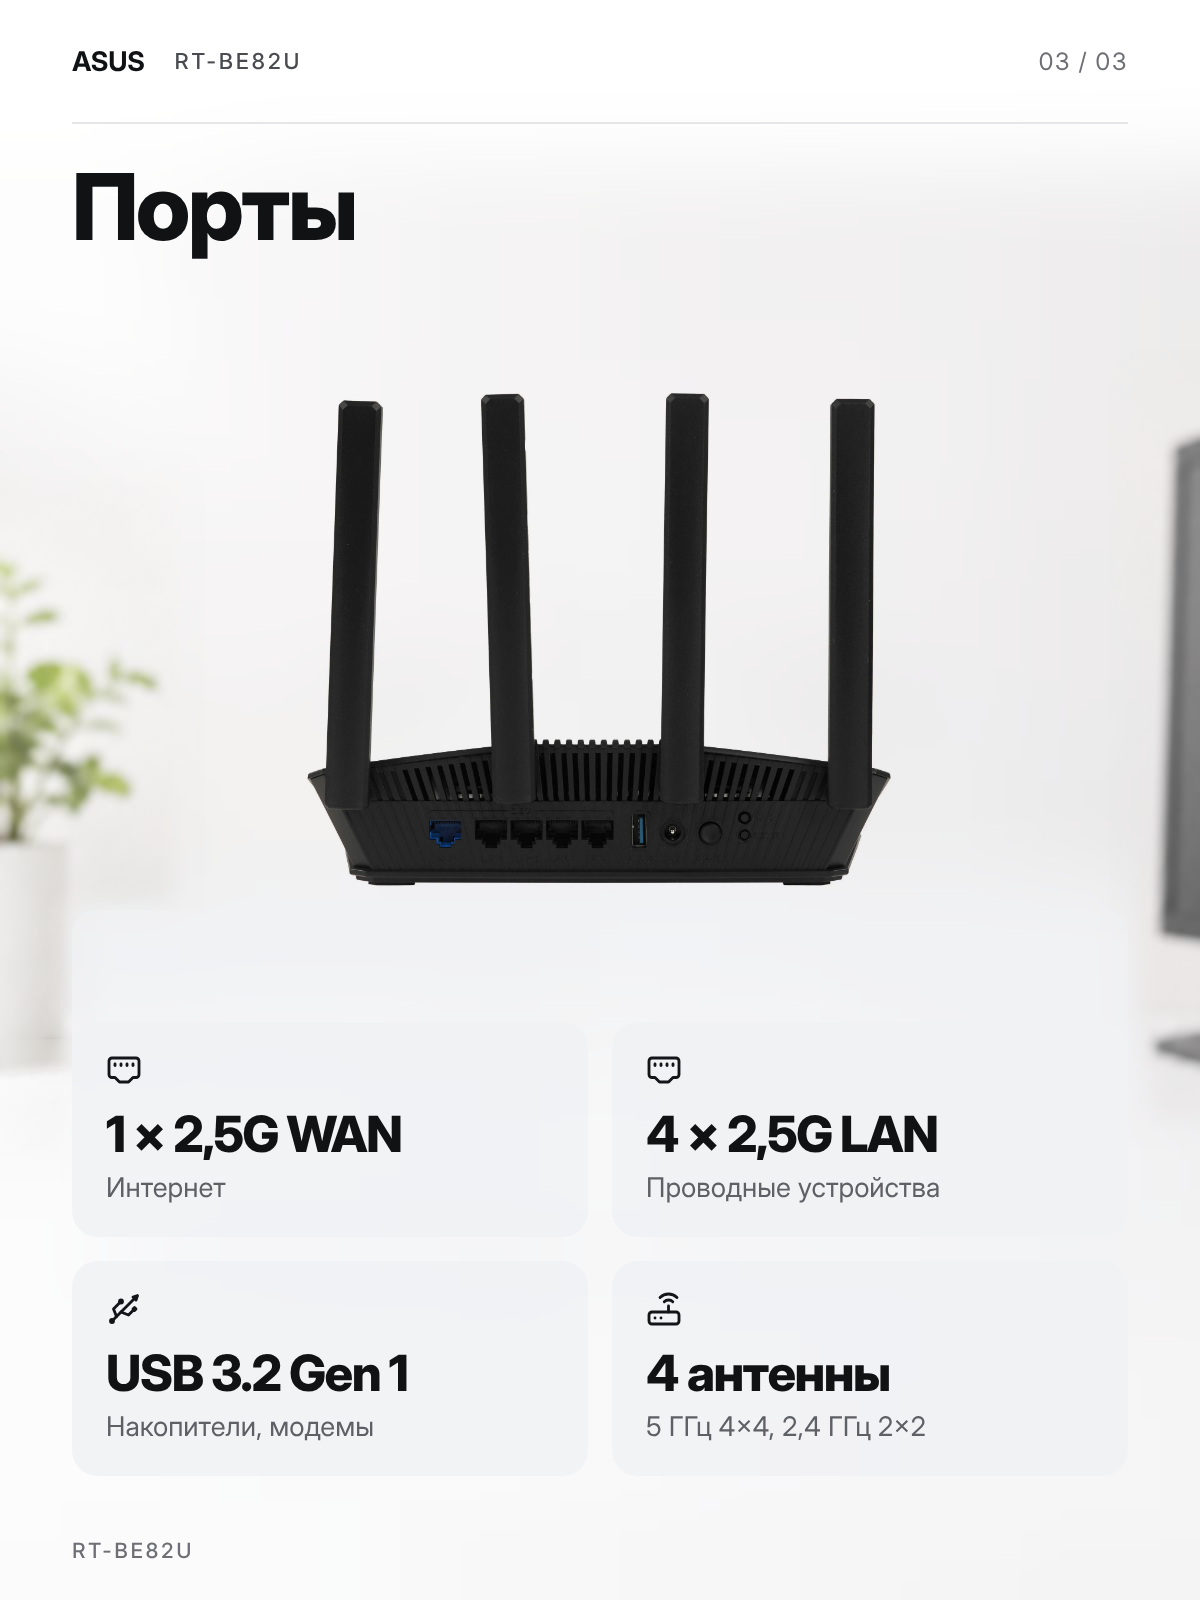 ASUS RT-BE82U 03 / 03
Порты
1 × 2,5G WAN
Интернет
4 × 2,5G LAN
Проводные устройства
USB 3.2 Gen 1
Накопители, модемы
4 антенны
5 ГГц 4×4, 2,4 ГГц 2×2
RT-BE82U